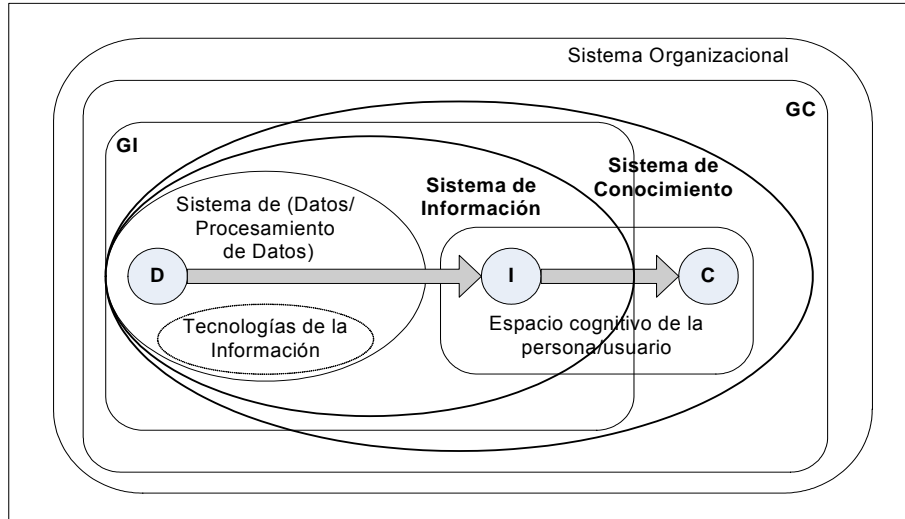 Sistema Organizacional
GC
GI
Sistema de
Conocimiento
Sistema de
Información
Sistema de (Datos/
Procesamiento
de Datos)
D
I
C
Tecnologías de la
Información
Espacio cognitivo de la
persona/usuario